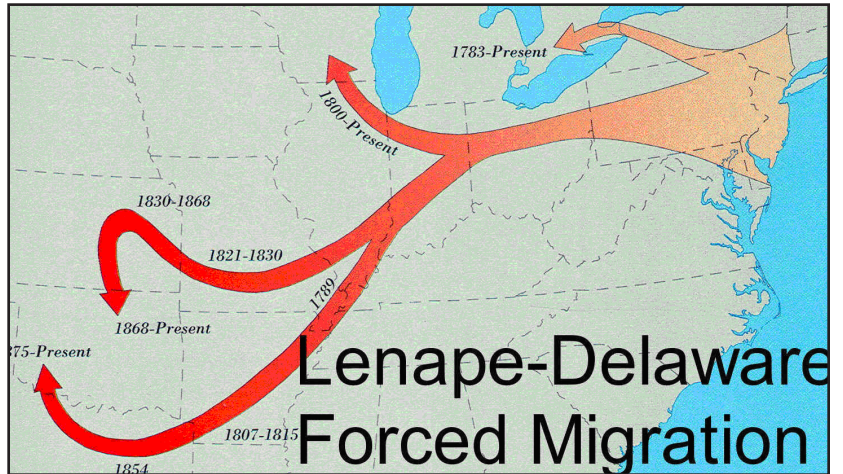 1783-Present
1800-Present
1830-1868
1821-1830
1789
1868-Present
75-Present
1807-1815
1854
Lenape-Delaware
Forced Migration